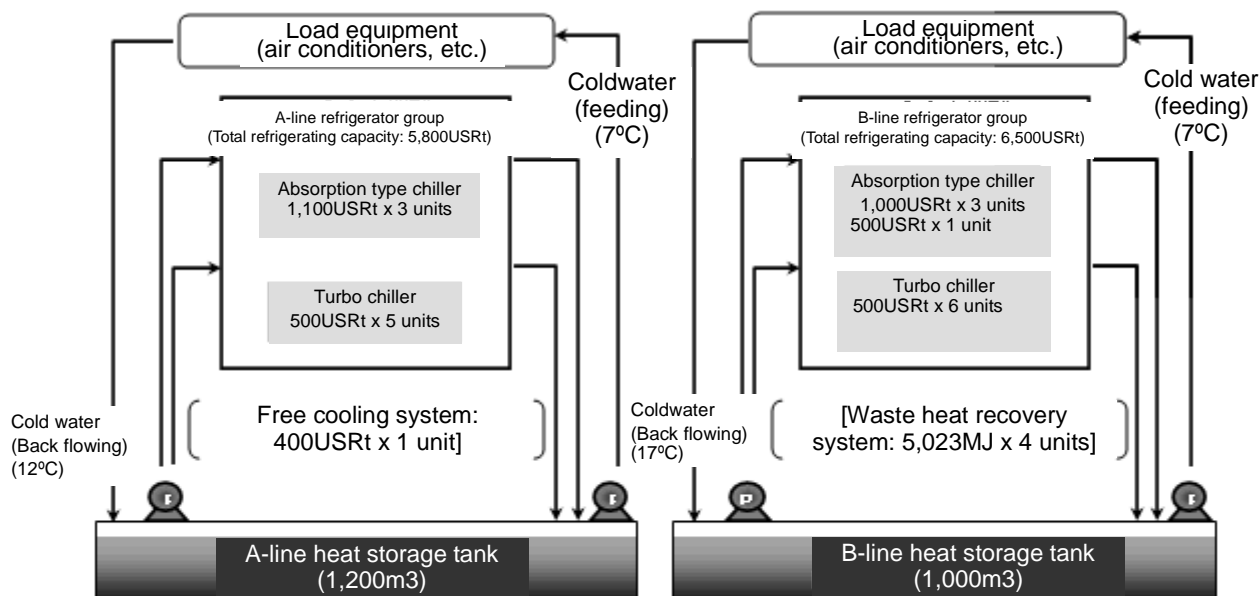 Load equipment
(air conditioners, etc.)
Coldwater
(feeding)
(7ºC)
A-line refrigerator group
(Total refrigerating capacity: 5,800USRt)
Absorption type chiller
1,100USRt x 3 units
Turbo chiller
500USRt x 5 units
Cold water
(Back flowing)
(12ºC)
Free cooling system:
400USRt x 1 unit]
A-line heat storage tank
(1,200m3)
Load equipment
(air conditioners, etc.)
Cold water
(feeding)
(7ºC)
B-line refrigerator group
(Total refrigerating capacity: 6,500USRt)
Absorption type chiller
1,000USRt x 3 units
500USRt x 1 unit
Turbo chiller
500USRt x 6 units
Coldwater
(Back flowing)
(17ºC)
[Waste heat recovery
system: 5,023MJ x 4 units]
B-line heat storage tank
(1,000m3)